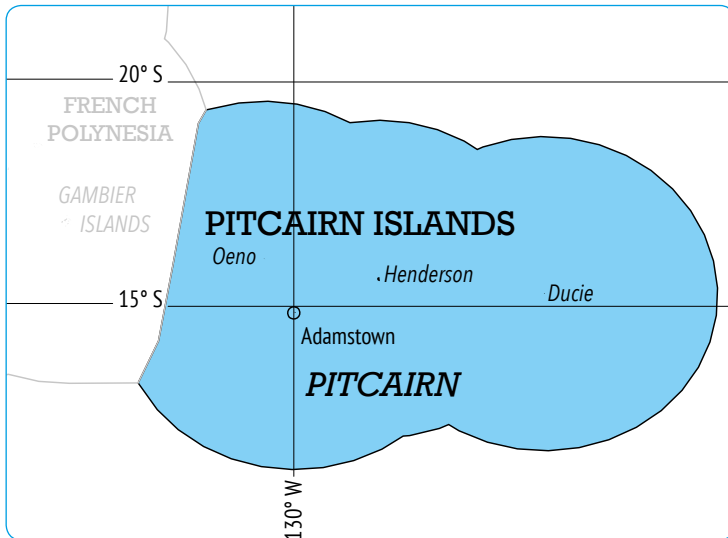 20° S
FRENCH
POLYNESIA
GAMBIER
ISLANDS
PITCAIRN ISLANDS
Oeno
Henderson
Ducie
15° S
Adamstown
PITCAIRN
130° W